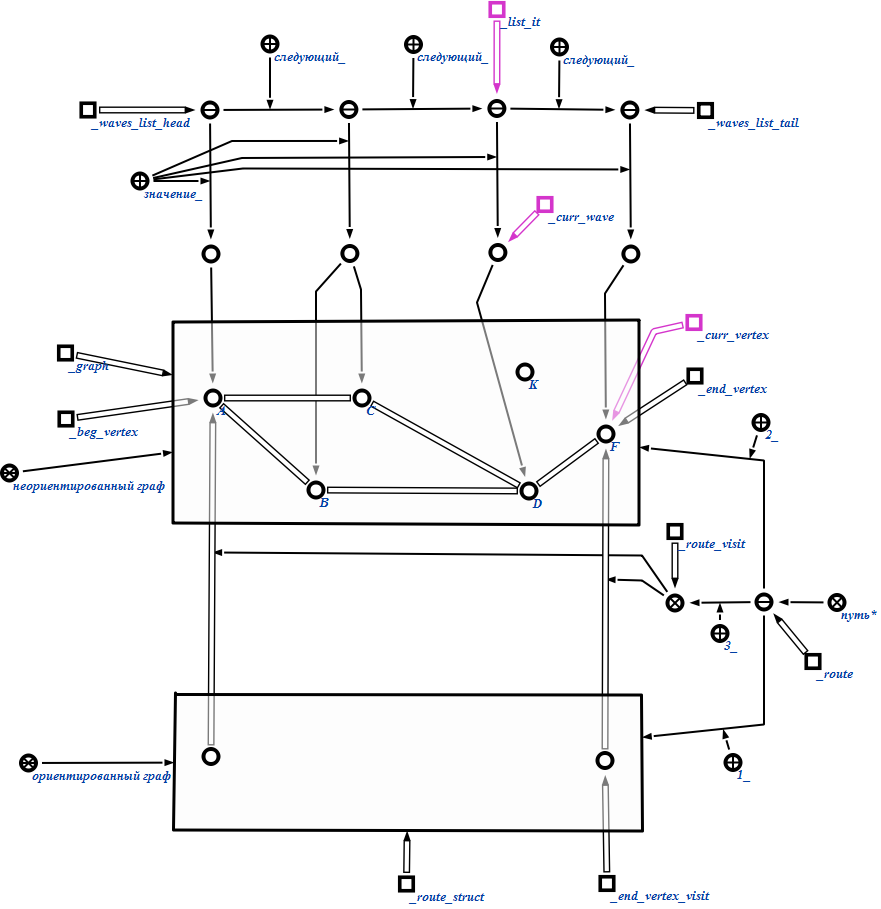 _list_it
следующий_
следующий_
следующий_
_waves_list_head
_waves_list_tail
значение_
_curr_wave
_curr_vertex
_graph
K
_end_vertex
A
C
_beg_vertex
F
2_
неориентированный граф
B
D
_route_visit
путь*
3_
_route
ориентированный граф
1_
_route_struct
_end_vertex_visit